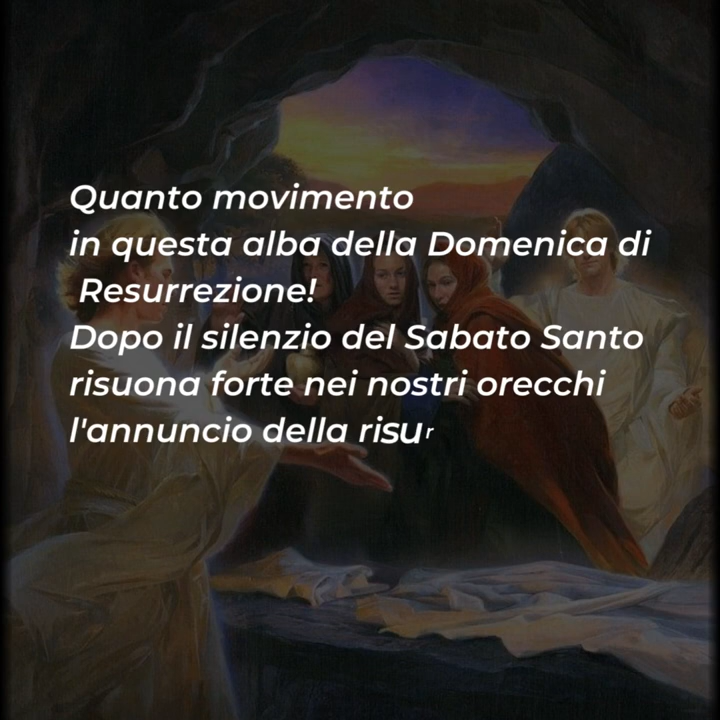 Quanto movimento
in questa alba della Domenica di
Resurrezione!
Dopo il silenzio del Sabato Santo
risuona forte nei nostri orecchi
l'annuncio della risur